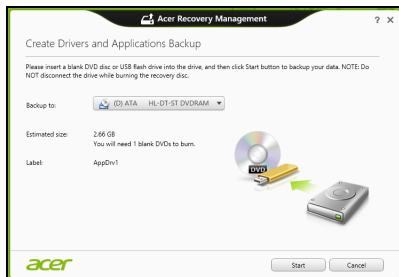 Acer Recovery Management
? ×
Create Drivers and Applications Backup
Please insert a blank DVD disc or USB flash drive into the drive, and then click Start button to backup your data. NOTE: Do
NOT disconnect the drive while burning the recovery disc.
Backup to: (D) ATA HL-DT-ST DVDRAM
Estimated size: 2.66 GB
You will need 1 blank DVDs to burn.
Label: AppDrv1
DVD
acer
Start Cancel